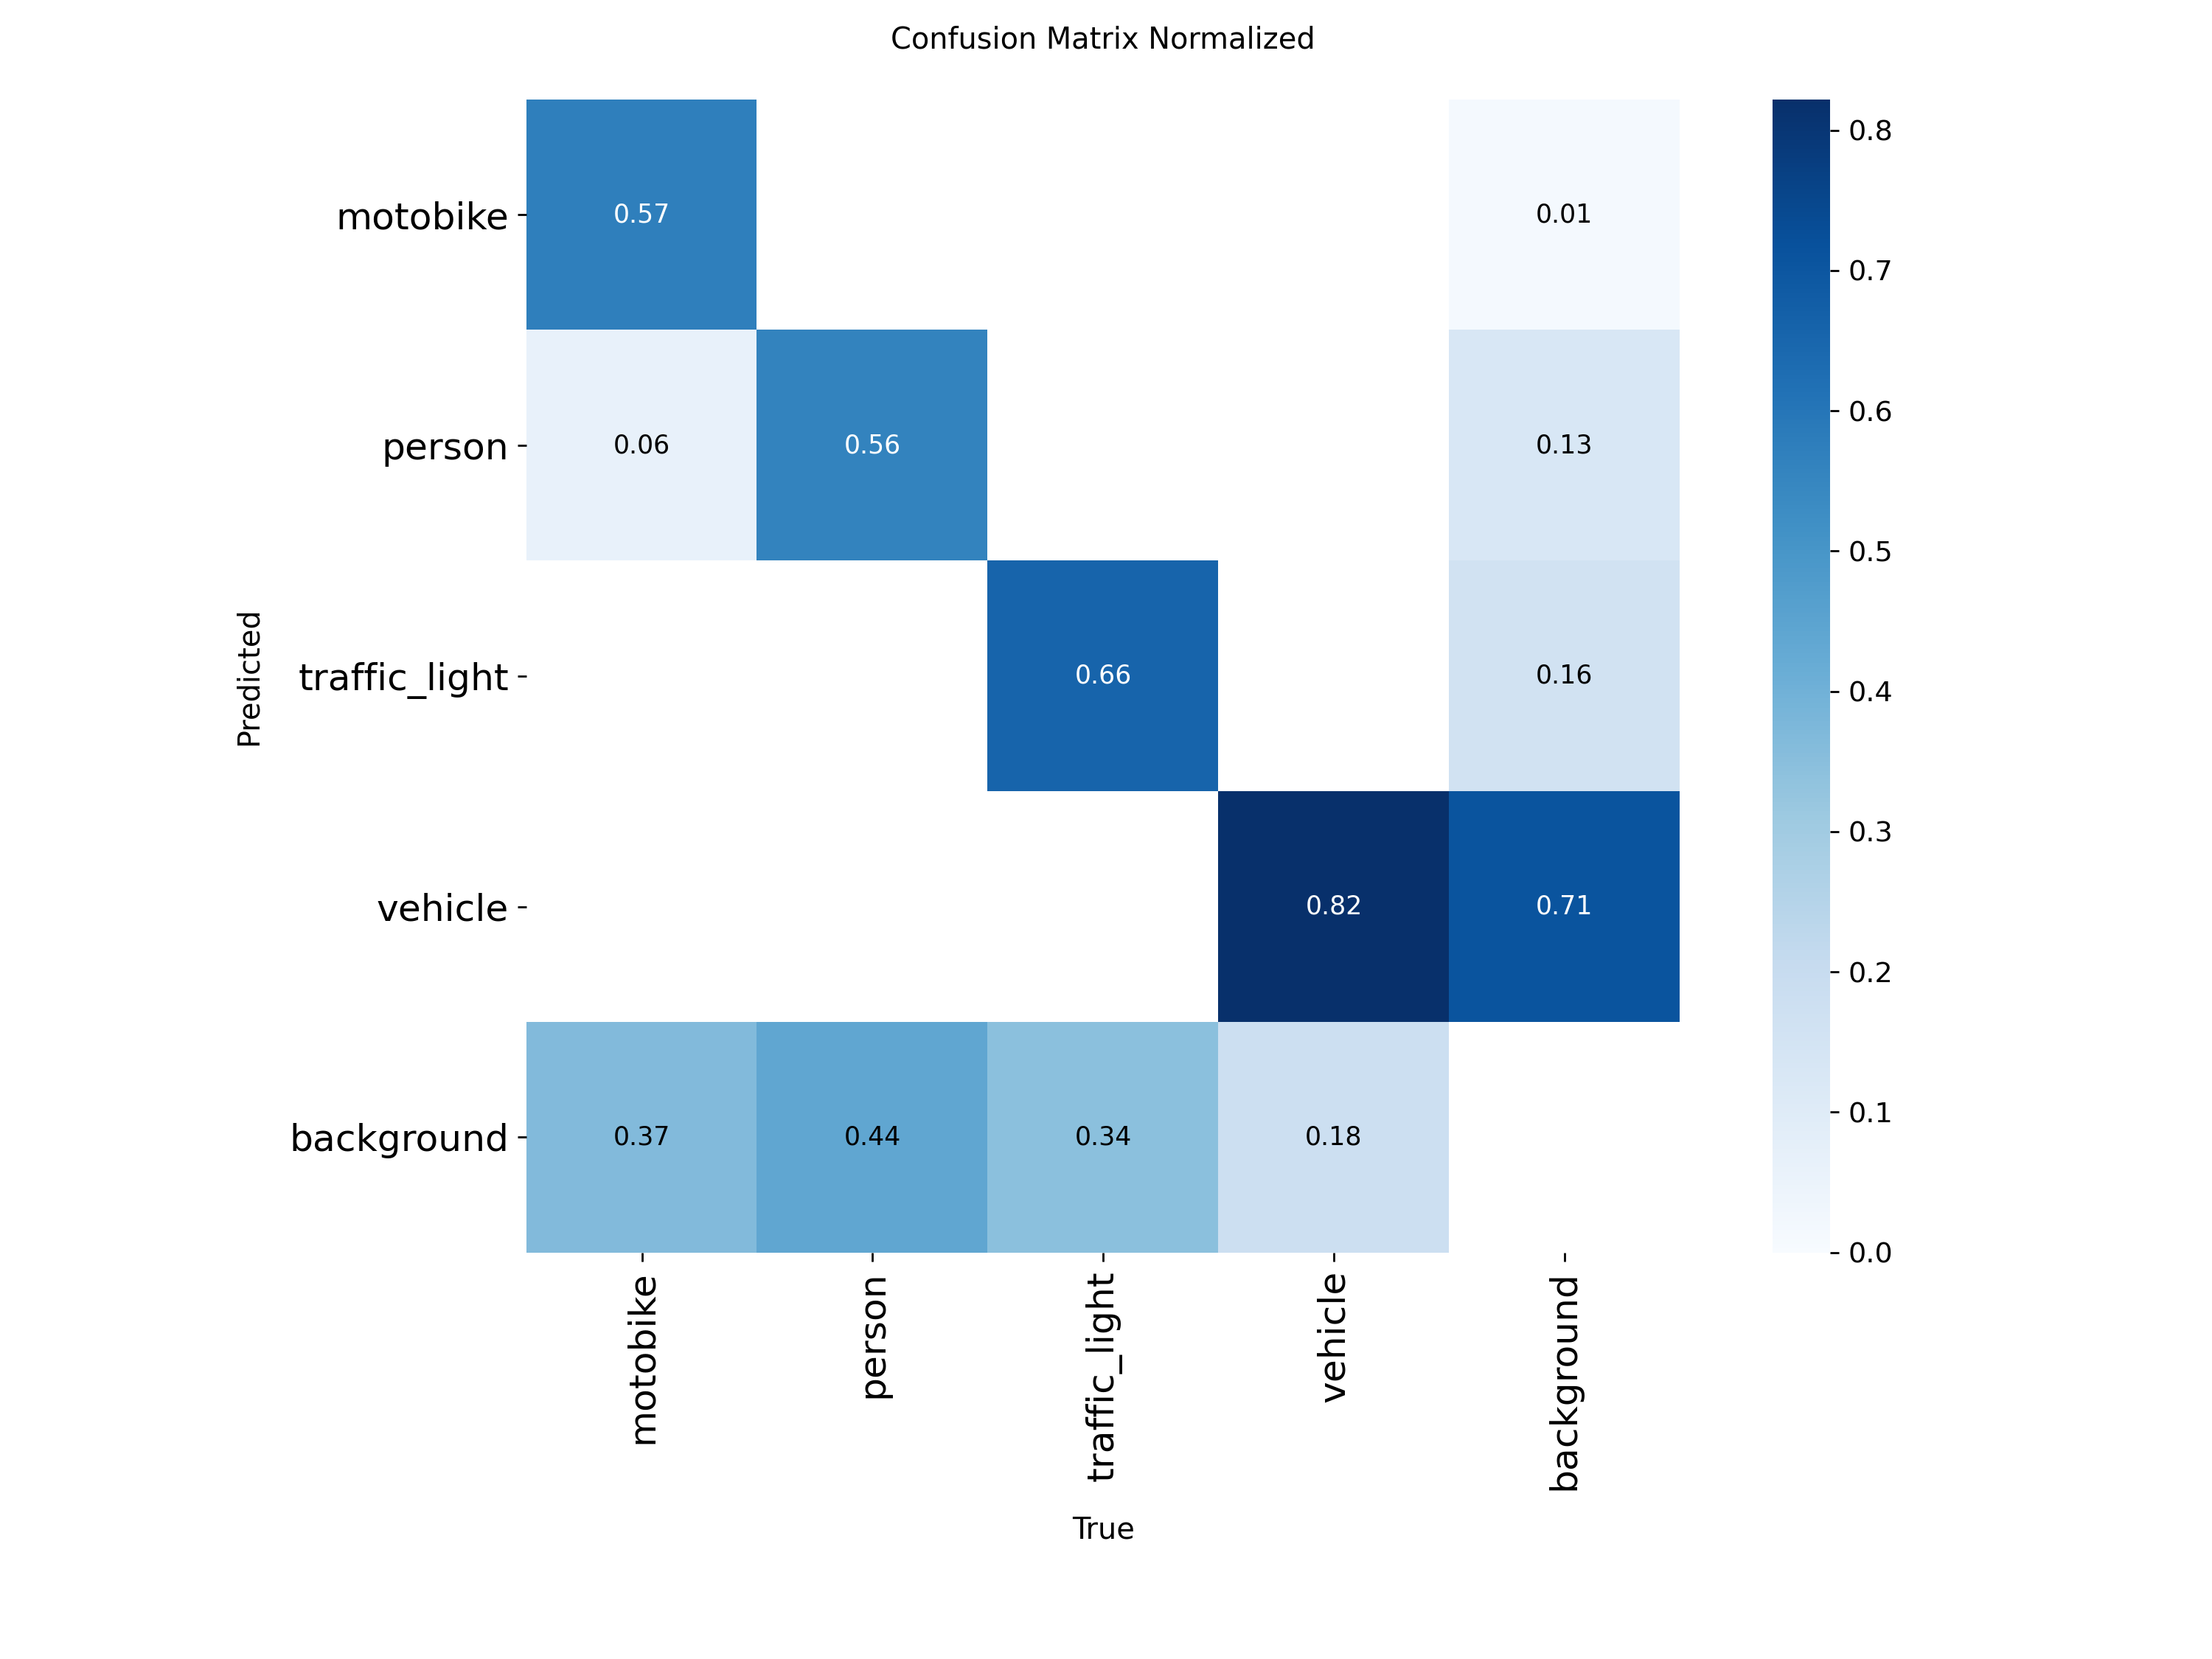 Confusion Matrix Normalized
motobike
0.57
0.01
person
0.06
0.56
0.13
Predicted
traffic_light
0.66
0.16
vehicle
0.82
0.71
background
0.37
0.44
0.34
0.18
motobike
person
traffic_light
vehicle
background
True
0.8
0.7
0.6
0.5
0.4
0.3
0.2
0.1
0.0